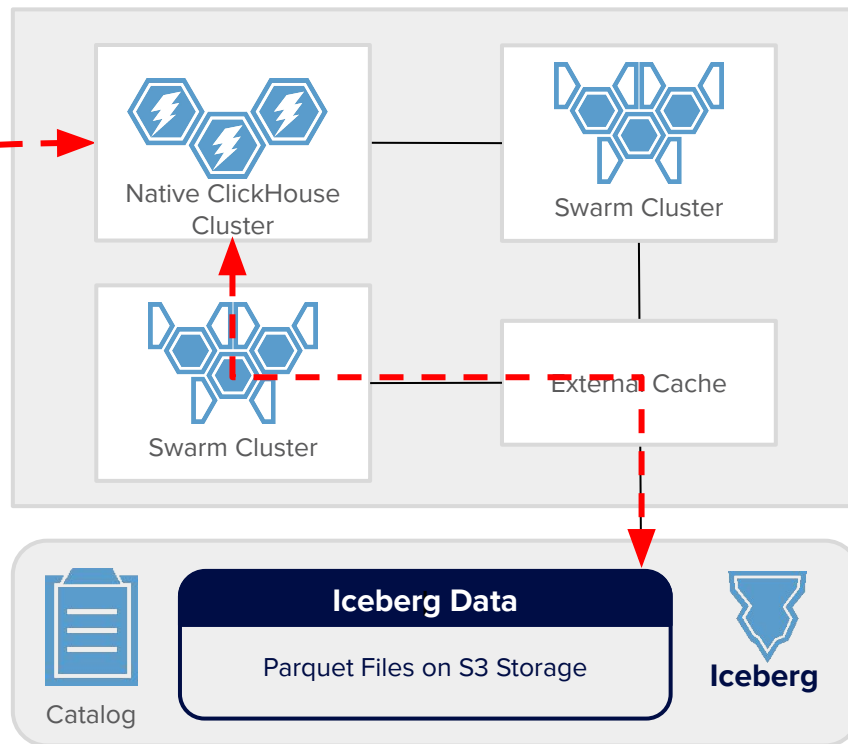 Native ClickHouse
Cluster
Swarm Cluster
Swarm Cluster
External Cache
Iceberg Data
Parquet Files on S3 Storage
Catalog
Iceberg